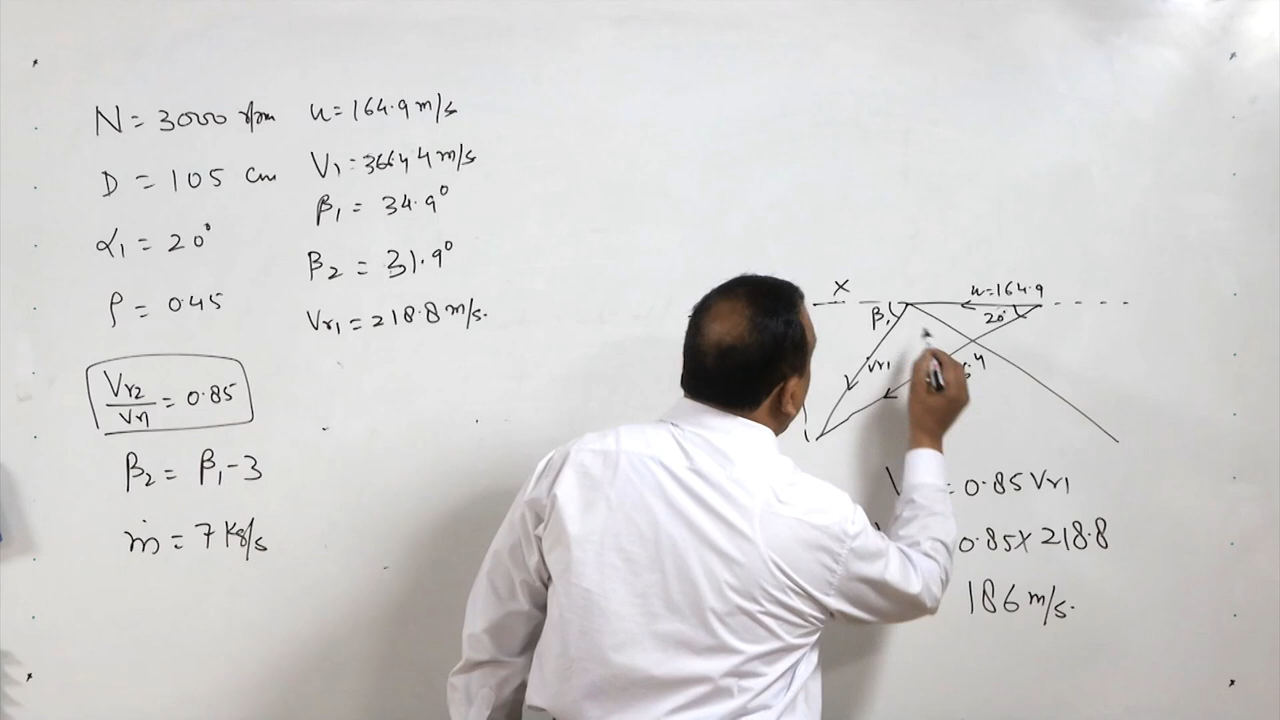 N = 3000 rpm
D = 105 cm
α1 = 20°
ρ = 0.45
Vr2/Vr1 = 0.85
β2 = β1 - 3
ṁ = 7 Kg/s
u = 164.9 m/s
V1 = 366.44 m/s
β1 = 34.9°
β2 = 31.9°
Vr1 = 218.8 m/s.
X
u=164.9
β1
20°
Vr1
= 0.85 Vr1
0.85 X 218.8
186 m/s.